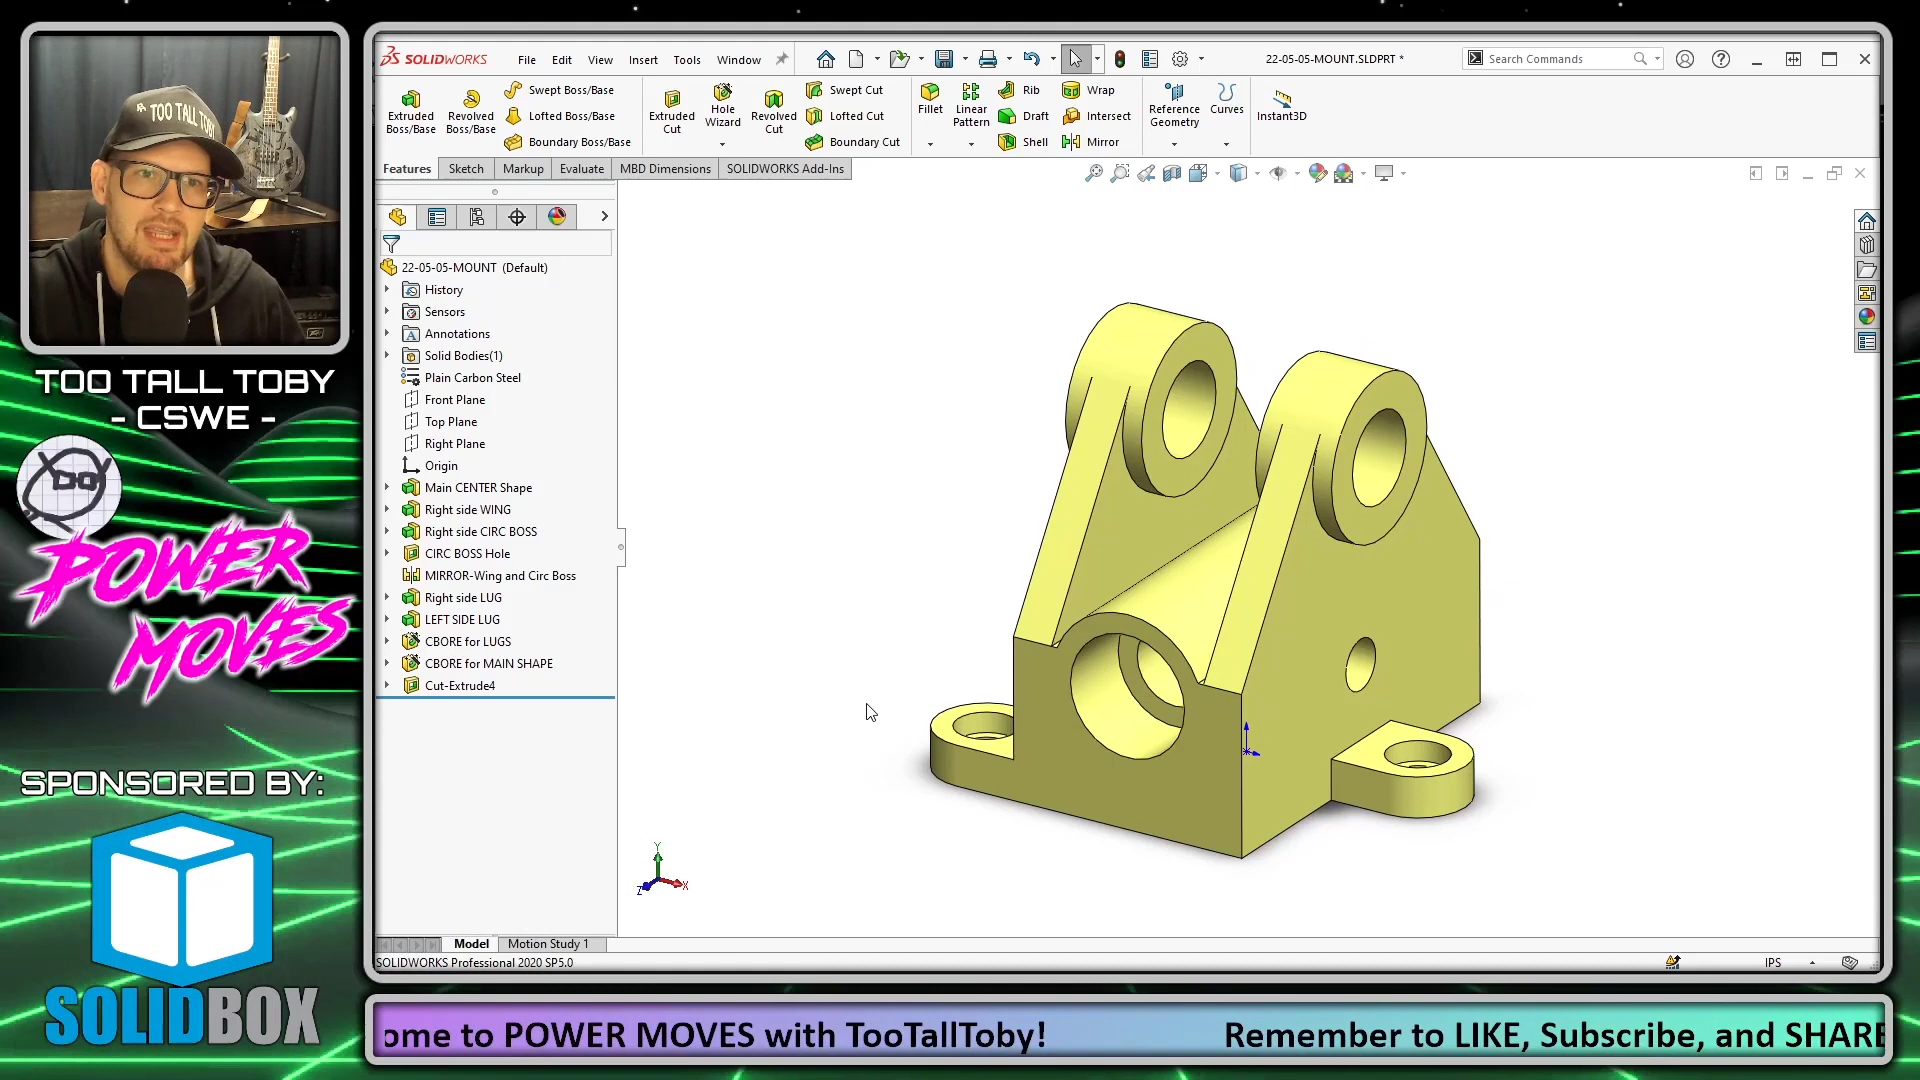 TOO TALL TOBY
TOO TALL TOBY
- CSWE -
POWER
MOVES
SPONSORED BY:
SOLIDBOX
SOLIDWORKS
File Edit View Insert Tools Window
22-05-05-MOUNT.SLDPRT *
Search Commands
Extruded Boss/Base
Revolved Boss/Base
Swept Boss/Base
Lofted Boss/Base
Boundary Boss/Base
Extruded Cut
Hole Wizard
Revolved Cut
Swept Cut
Lofted Cut
Boundary Cut
Fillet
Linear Pattern
Rib
Draft
Shell
Wrap
Intersect
Mirror
Reference Geometry
Curves
Instant3D
Features Sketch Markup Evaluate MBD Dimensions SOLIDWORKS Add-Ins
22-05-05-MOUNT (Default)
History
Sensors
Annotations
Solid Bodies(1)
Plain Carbon Steel
Front Plane
Top Plane
Right Plane
Origin
Main CENTER Shape
Right side WING
Right side CIRC BOSS
CIRC BOSS Hole
MIRROR-Wing and Circ Boss
Right side LUG
LEFT SIDE LUG
CBORE for LUGS
CBORE for MAIN SHAPE
Cut-Extrude4
Y
Z
X
Model Motion Study 1
SOLIDWORKS Professional 2020 SP5.0
IPS
ome to POWER MOVES with TooTallToby! Remember to LIKE, Subscribe, and SHARE